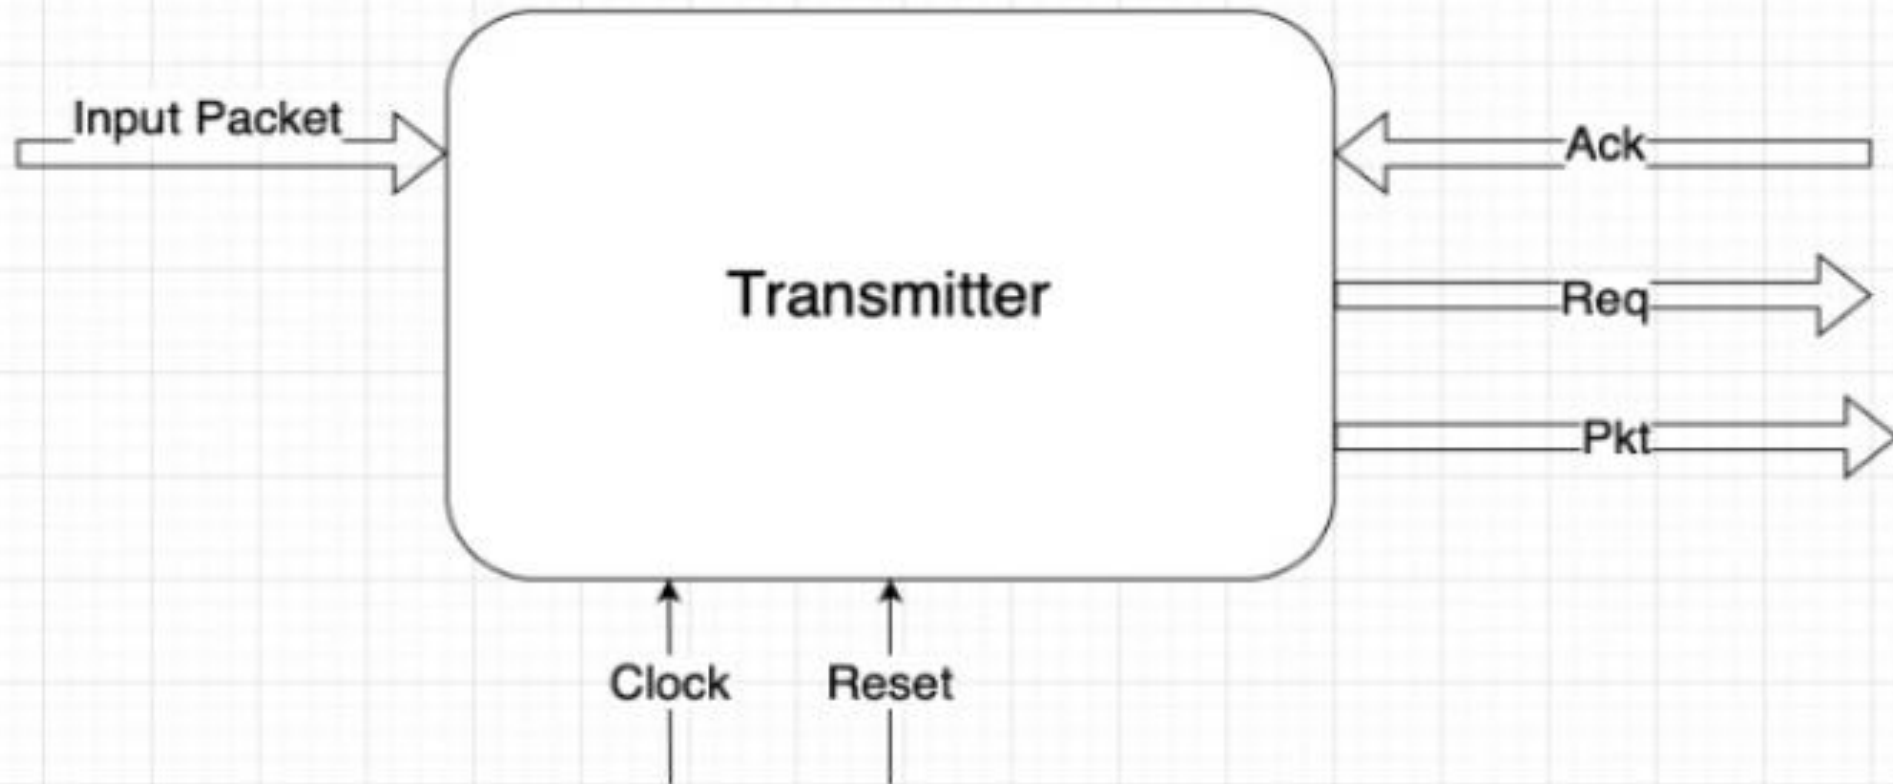 Input Packet
Ack
Transmitter
Req
Pkt
Clock
Reset